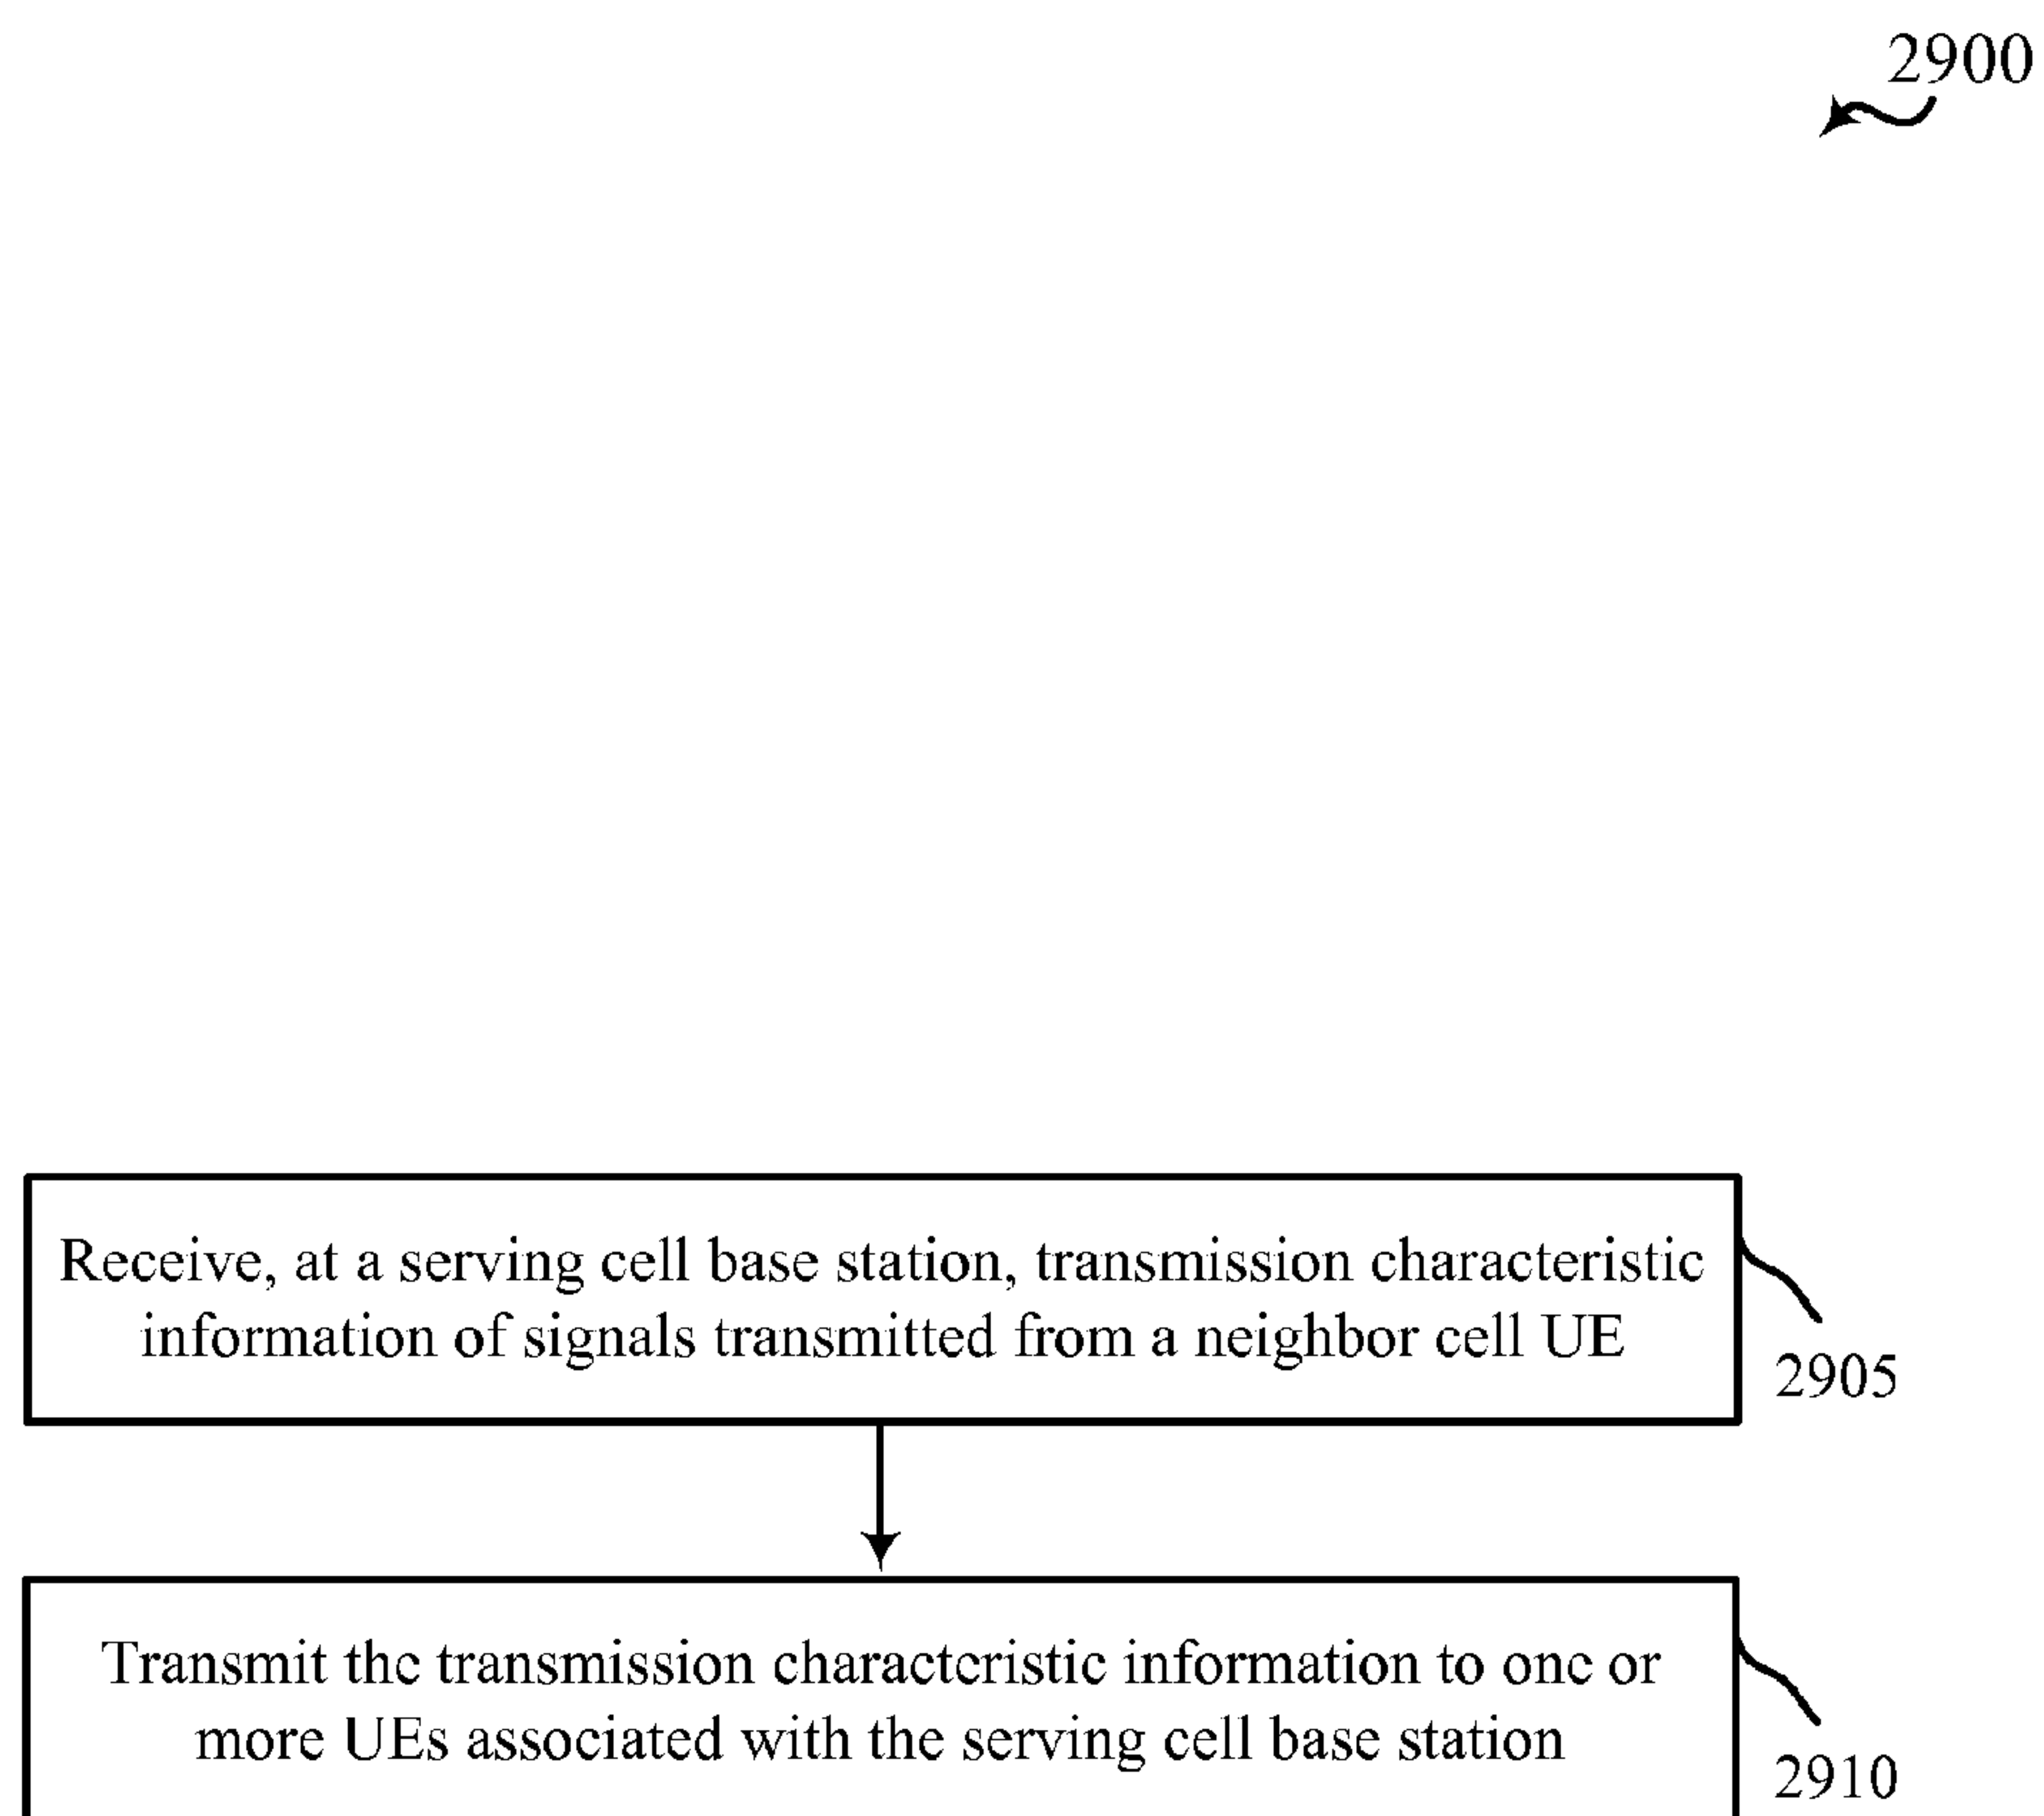 2900
Receive, at a serving cell base station, transmission characteristic
information of signals transmitted from a neighbor cell UE
2905
Transmit the transmission characteristic information to one or
more UEs associated with the serving cell base station
2910